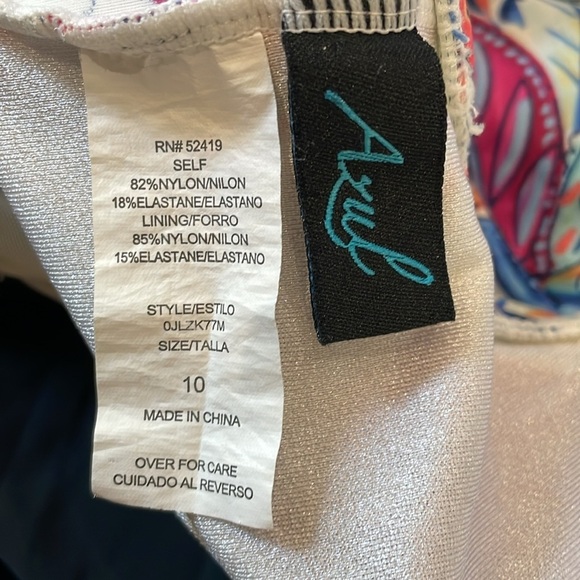 RN# 52419
SELF
82%NYLON/NILON
18%ELASTANE/ELASTANO
LINING/FORRO
85%NYLON/NILON
15%ELASTANE/ELASTANO
STYLE/ESTILO
0JLZK77M
SIZE/TALLA
10
MADE IN CHINA
OVER FOR CARE
CUIDADO AL REVERSO
Azul